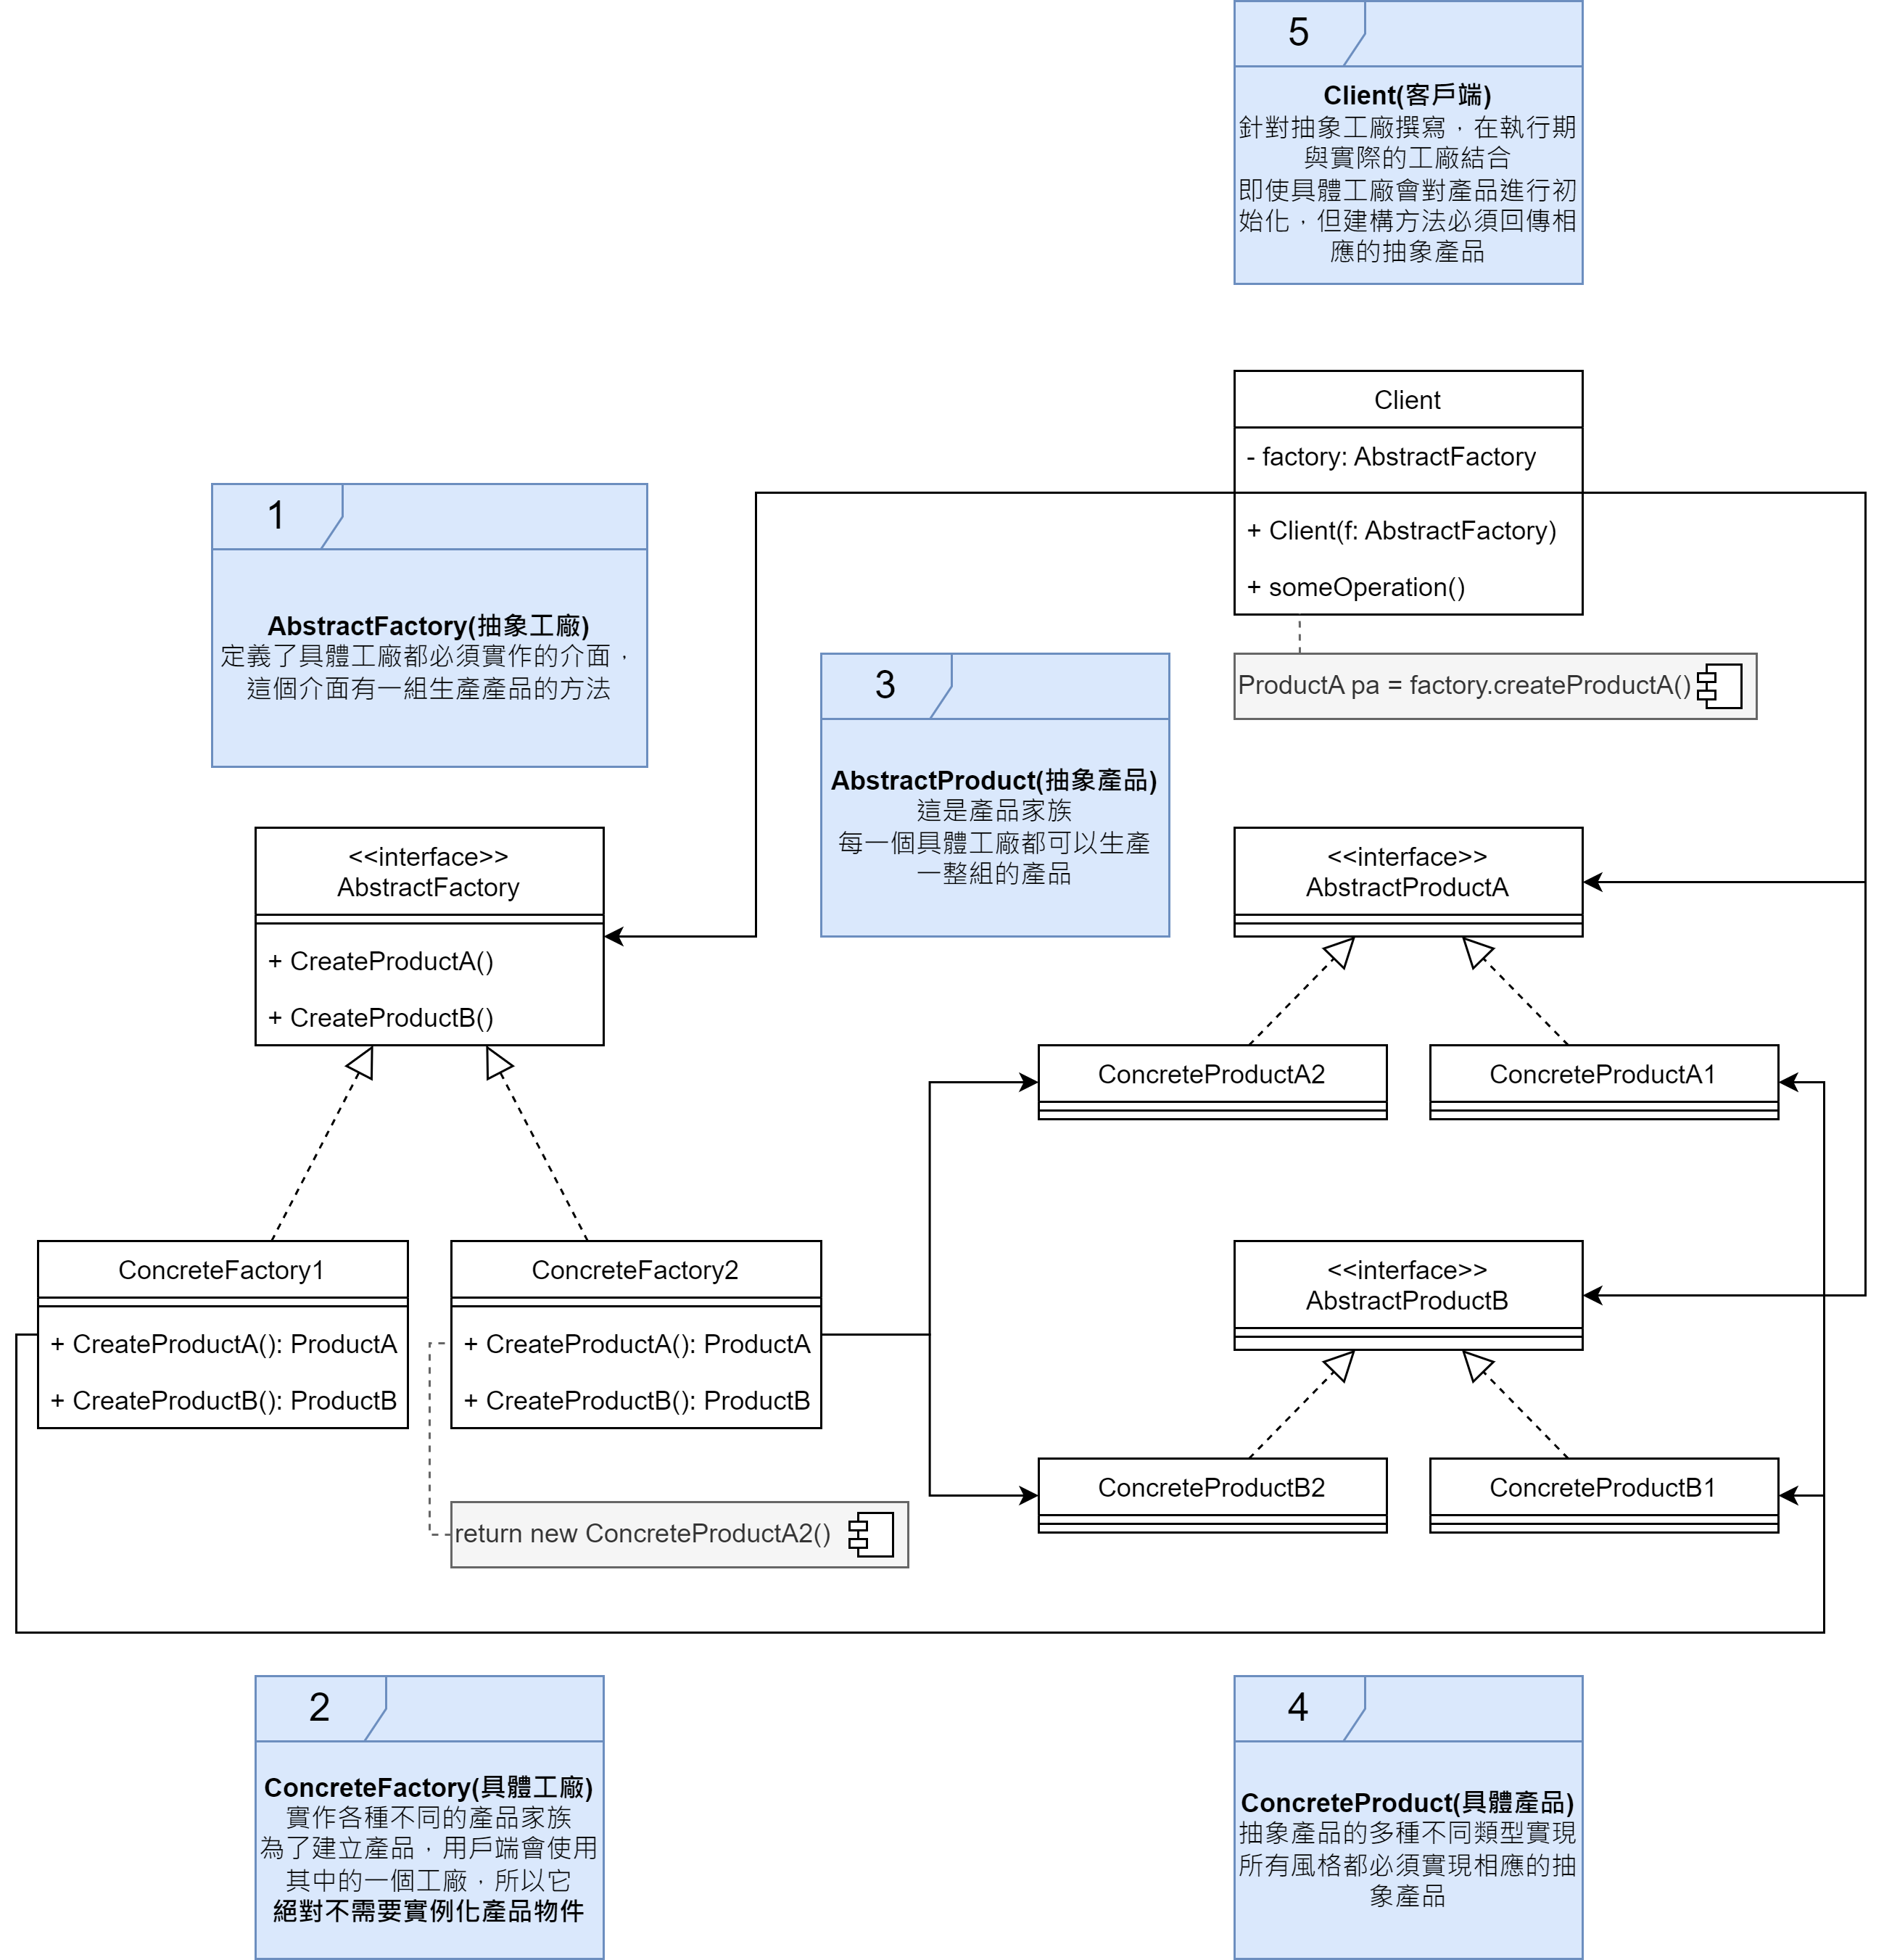 5
Client(客戶端)
針對抽象工廠撰寫，在執行期
與實際的工廠結合
即使具體工廠會對產品進行初
始化，但建構方法必須回傳相
應的抽象產品
Client
- factory: AbstractFactory
+ Client(f: AbstractFactory)
+ someOperation()
ProductA pa = factory.createProductA()
1
AbstractFactory(抽象工廠)
定義了具體工廠都必須實作的介面，
這個介面有一組生產產品的方法
3
AbstractProduct(抽象產品)
這是產品家族
每一個具體工廠都可以生產
一整組的產品
<<interface>>
AbstractFactory
+ CreateProductA()
+ CreateProductB()
<<interface>>
AbstractProductA
ConcreteProductA2
ConcreteProductA1
ConcreteFactory1
+ CreateProductA(): ProductA
+ CreateProductB(): ProductB
ConcreteFactory2
+ CreateProductA(): ProductA
+ CreateProductB(): ProductB
return new ConcreteProductA2()
<<interface>>
AbstractProductB
ConcreteProductB2
ConcreteProductB1
2
ConcreteFactory(具體工廠)
實作各種不同的產品家族
為了建立產品，用戶端會使用
其中的一個工廠，所以它
絕對不需要實例化產品物件
4
ConcreteProduct(具體產品)
抽象產品的多種不同類型實現
所有風格都必須實現相應的抽
象產品